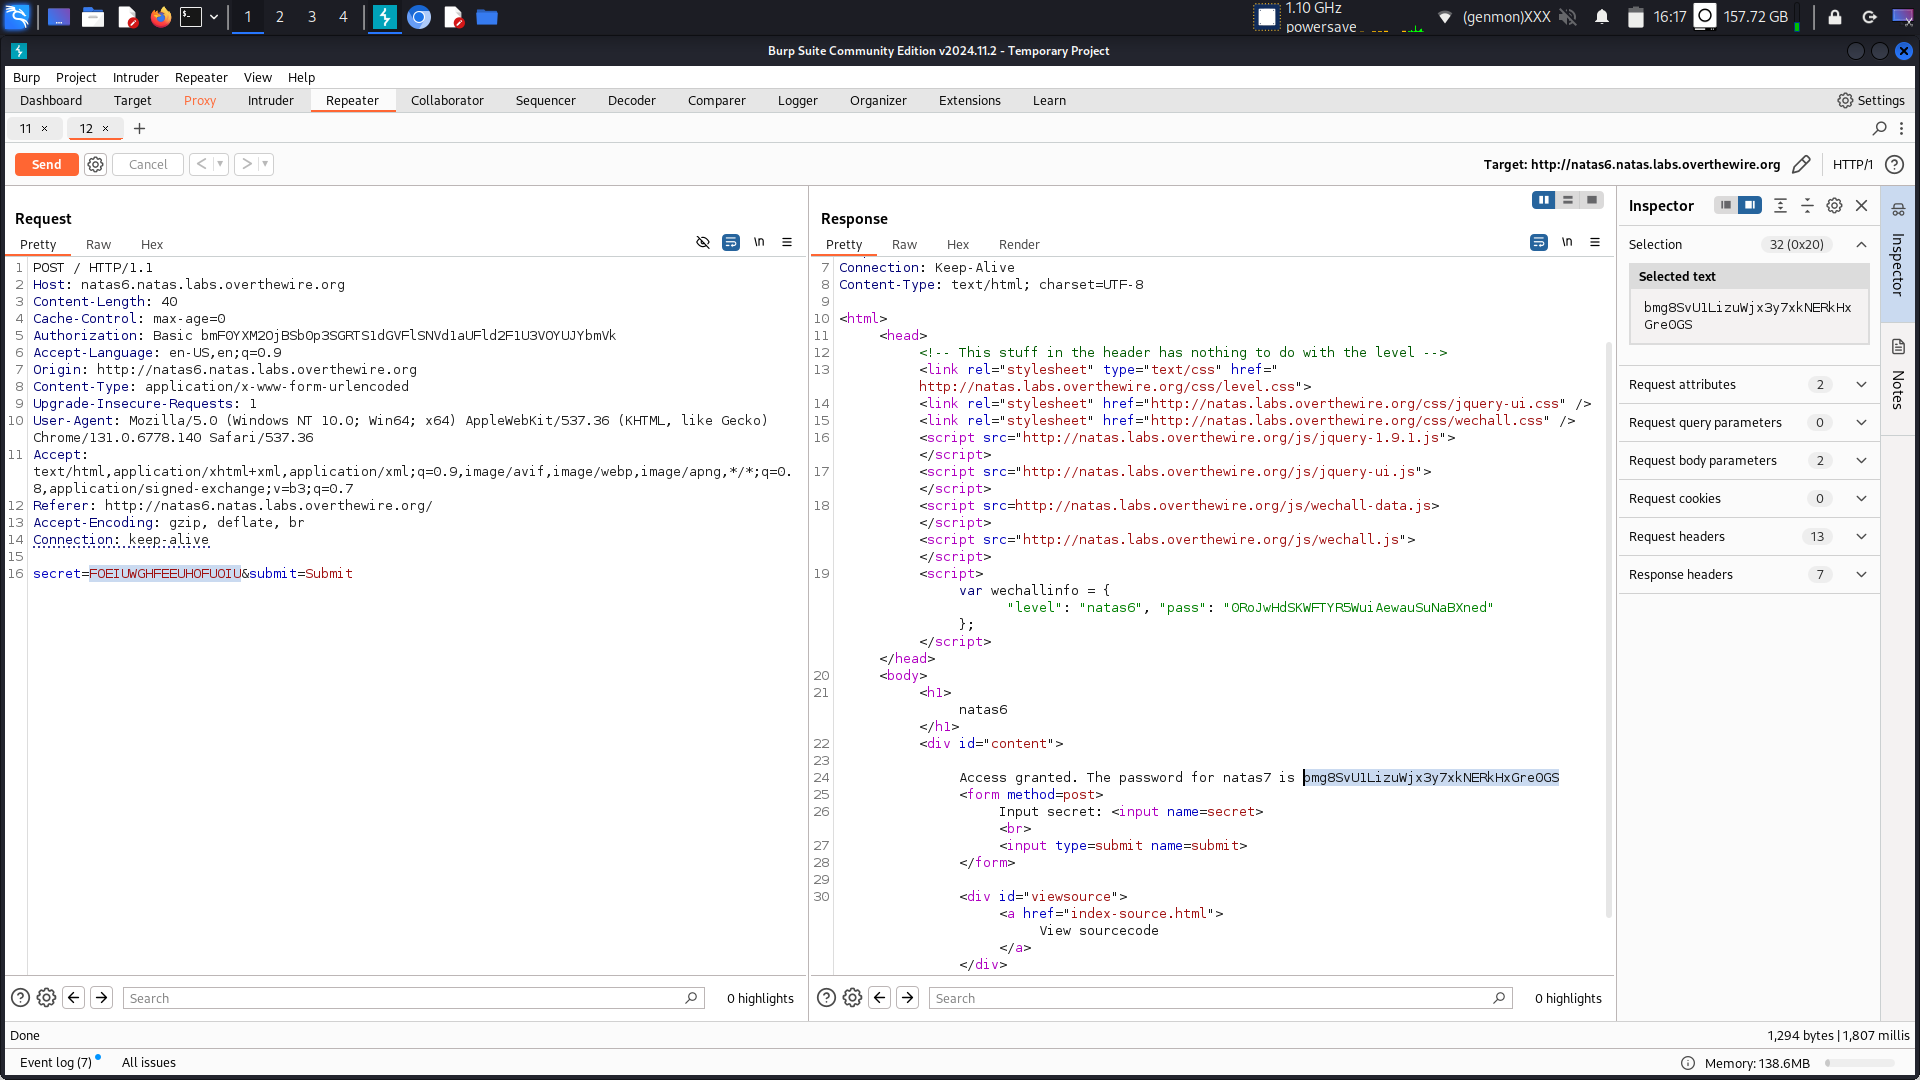 1 2 3 4
1.10 GHz
powersave
(genmon)XXX
16:17
157.72 GB
Burp Suite Community Edition v2024.11.2 - Temporary Project
Burp Project Intruder Repeater View Help
Dashboard Target Proxy Intruder Repeater Collaborator Sequencer Decoder Comparer Logger Organizer Extensions Learn Settings
11 × 12 × +
Send Cancel < >
Target: http://natas6.natas.labs.overthewire.org HTTP/1
Request
Pretty Raw Hex \n
1 POST / HTTP/1.1
2 Host: natas6.natas.labs.overthewire.org
3 Content-Length: 40
4 Cache-Control: max-age=0
5 Authorization: Basic bmF0YXM2OjBSb0p3SGRTS1dGVFlSNVd1aUFld2F1U3VOYUJYbmVk
6 Accept-Language: en-US,en;q=0.9
7 Origin: http://natas6.natas.labs.overthewire.org
8 Content-Type: application/x-www-form-urlencoded
9 Upgrade-Insecure-Requests: 1
10 User-Agent: Mozilla/5.0 (Windows NT 10.0; Win64; x64) AppleWebKit/537.36 (KHTML, like Gecko)
Chrome/131.0.6778.140 Safari/537.36
11 Accept:
text/html,application/xhtml+xml,application/xml;q=0.9,image/avif,image/webp,image/apng,*/*;q=0.
8,application/signed-exchange;v=b3;q=0.7
12 Referer: http://natas6.natas.labs.overthewire.org/
13 Accept-Encoding: gzip, deflate, br
14 Connection: keep-alive
15
16 secret=FOEIUWGHFEEUHOFUOIU&submit=Submit
Search
0 highlights
Response
Pretty Raw Hex Render \n
7 Connection: Keep-Alive
8 Content-Type: text/html; charset=UTF-8
9
10 <html>
11 <head>
12 <!-- This stuff in the header has nothing to do with the level -->
13 <link rel="stylesheet" type="text/css" href="
http://natas.labs.overthewire.org/css/level.css">
14 <link rel="stylesheet" href="http://natas.labs.overthewire.org/css/jquery-ui.css" />
15 <link rel="stylesheet" href="http://natas.labs.overthewire.org/css/wechall.css" />
16 <script src="http://natas.labs.overthewire.org/js/jquery-1.9.1.js">
</script>
17 <script src="http://natas.labs.overthewire.org/js/jquery-ui.js">
</script>
18 <script src=http://natas.labs.overthewire.org/js/wechall-data.js>
</script>
<script src="http://natas.labs.overthewire.org/js/wechall.js">
</script>
19 <script>
var wechallinfo = {
"level": "natas6", "pass": "0RoJwHdSKWFTYR5WuiAewauSuNaBXned"
};
</script>
</head>
20 <body>
21 <h1>
natas6
</h1>
22 <div id="content">
23
24 Access granted. The password for natas7 is bmg8SvU1LizuWjx3y7xkNERkHxGre0GS
25 <form method=post>
26 Input secret: <input name=secret>
<br>
27 <input type=submit name=submit>
28 </form>
29
30 <div id="viewsource">
<a href="index-source.html">
View sourcecode
</a>
</div>
Search
0 highlights
Inspector
Selection 32 (0x20)
Selected text
bmg8SvU1LizuWjx3y7xkNERkHx
Gre0GS
Request attributes 2
Request query parameters 0
Request body parameters 2
Request cookies 0
Request headers 13
Response headers 7
Inspector
Notes
Done
1,294 bytes | 1,807 millis
Event log (7) All issues
Memory: 138.6MB